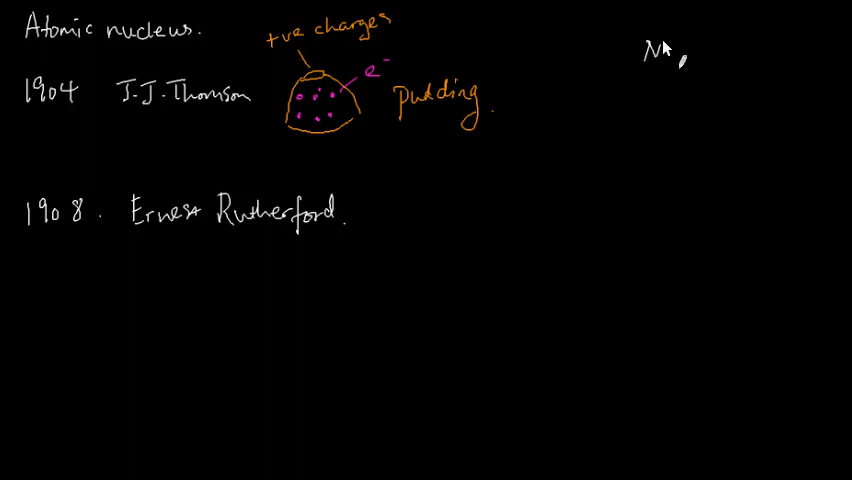 Atomic nucleus.
+ve charges
e⁻
1904 J.J. Thomson
Pudding.
1908. Ernest Rutherford.
N